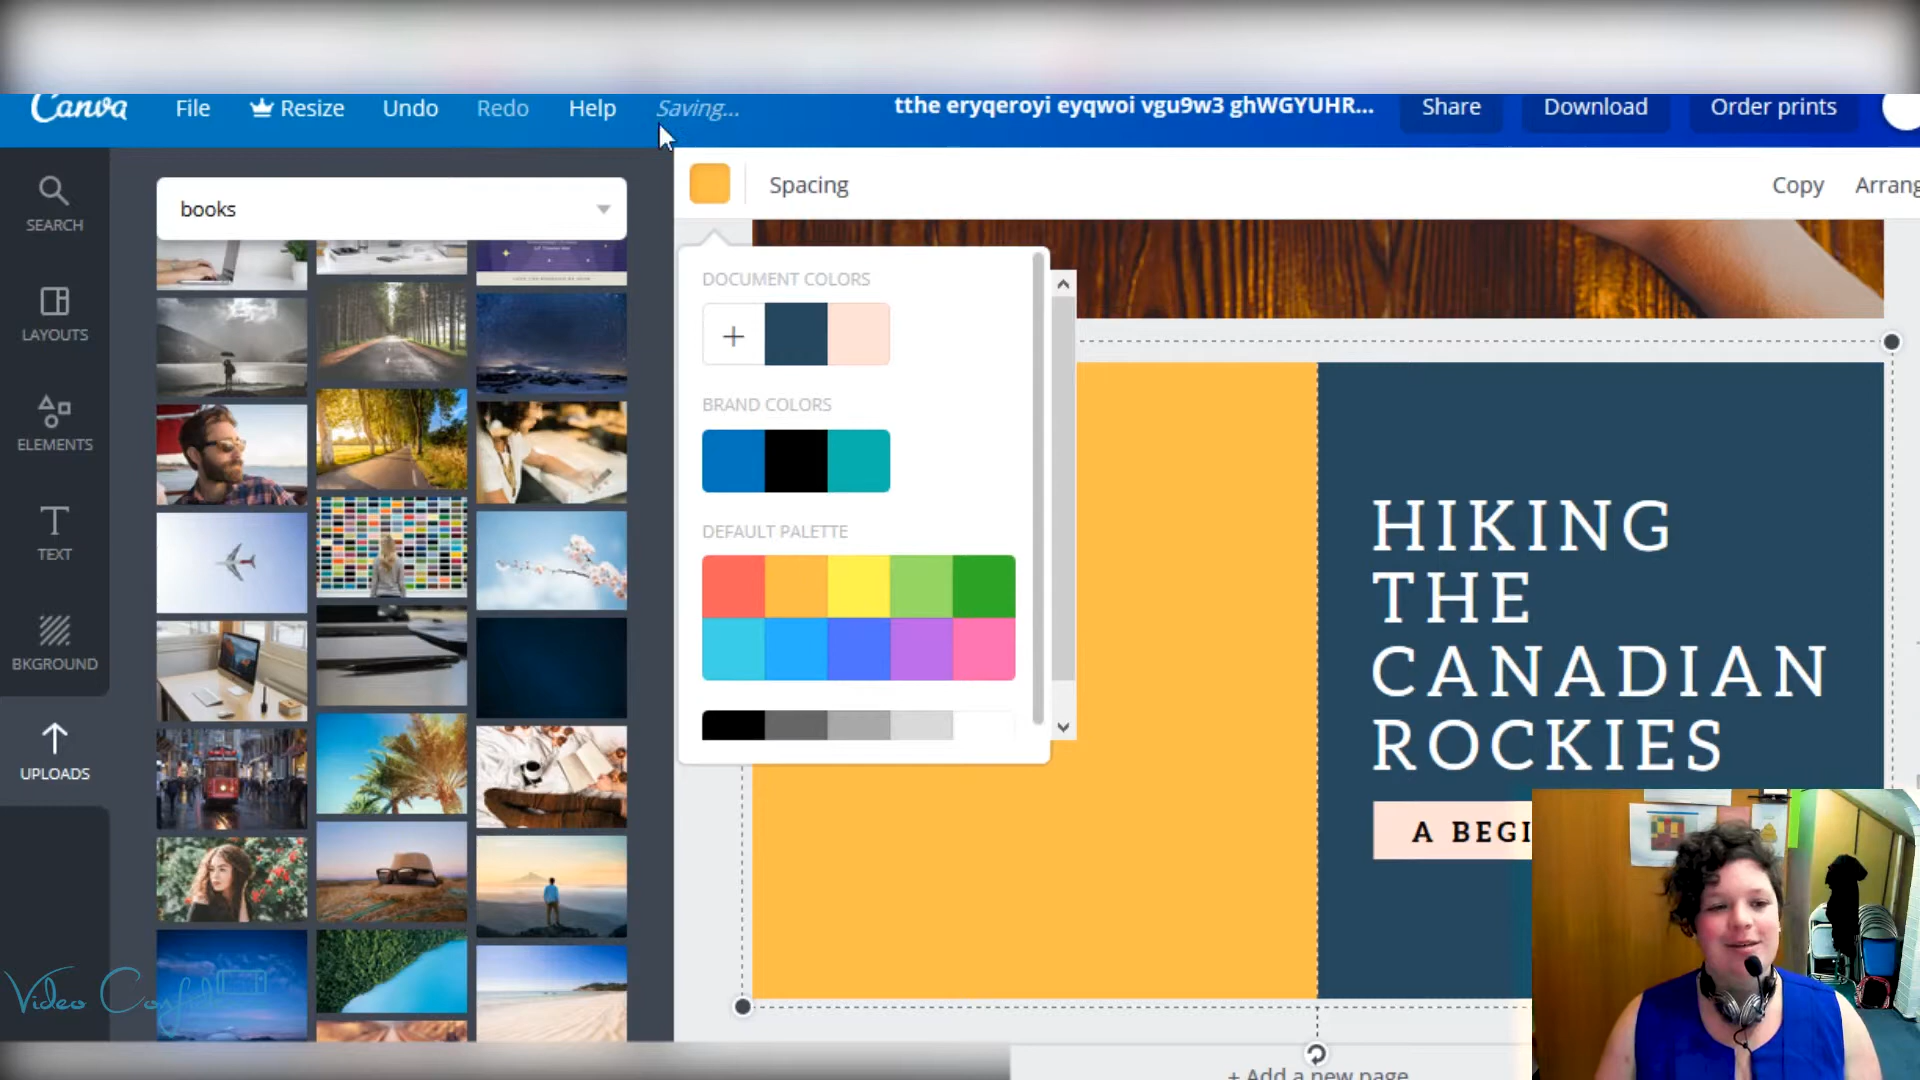 Canva File Resize Undo Redo Help Saving... tthe eryqeroyi eyqwoi vgu9w3 ghWGYUHR... Share Download Order prints
Spacing Copy Arrang
SEARCH
LAYOUTS
ELEMENTS
TEXT
BKGROUND
UPLOADS
books
DOCUMENT COLORS
+
BRAND COLORS
DEFAULT PALETTE
HIKING
THE
CANADIAN
ROCKIES
A BEGI
+ Add a new page
Video